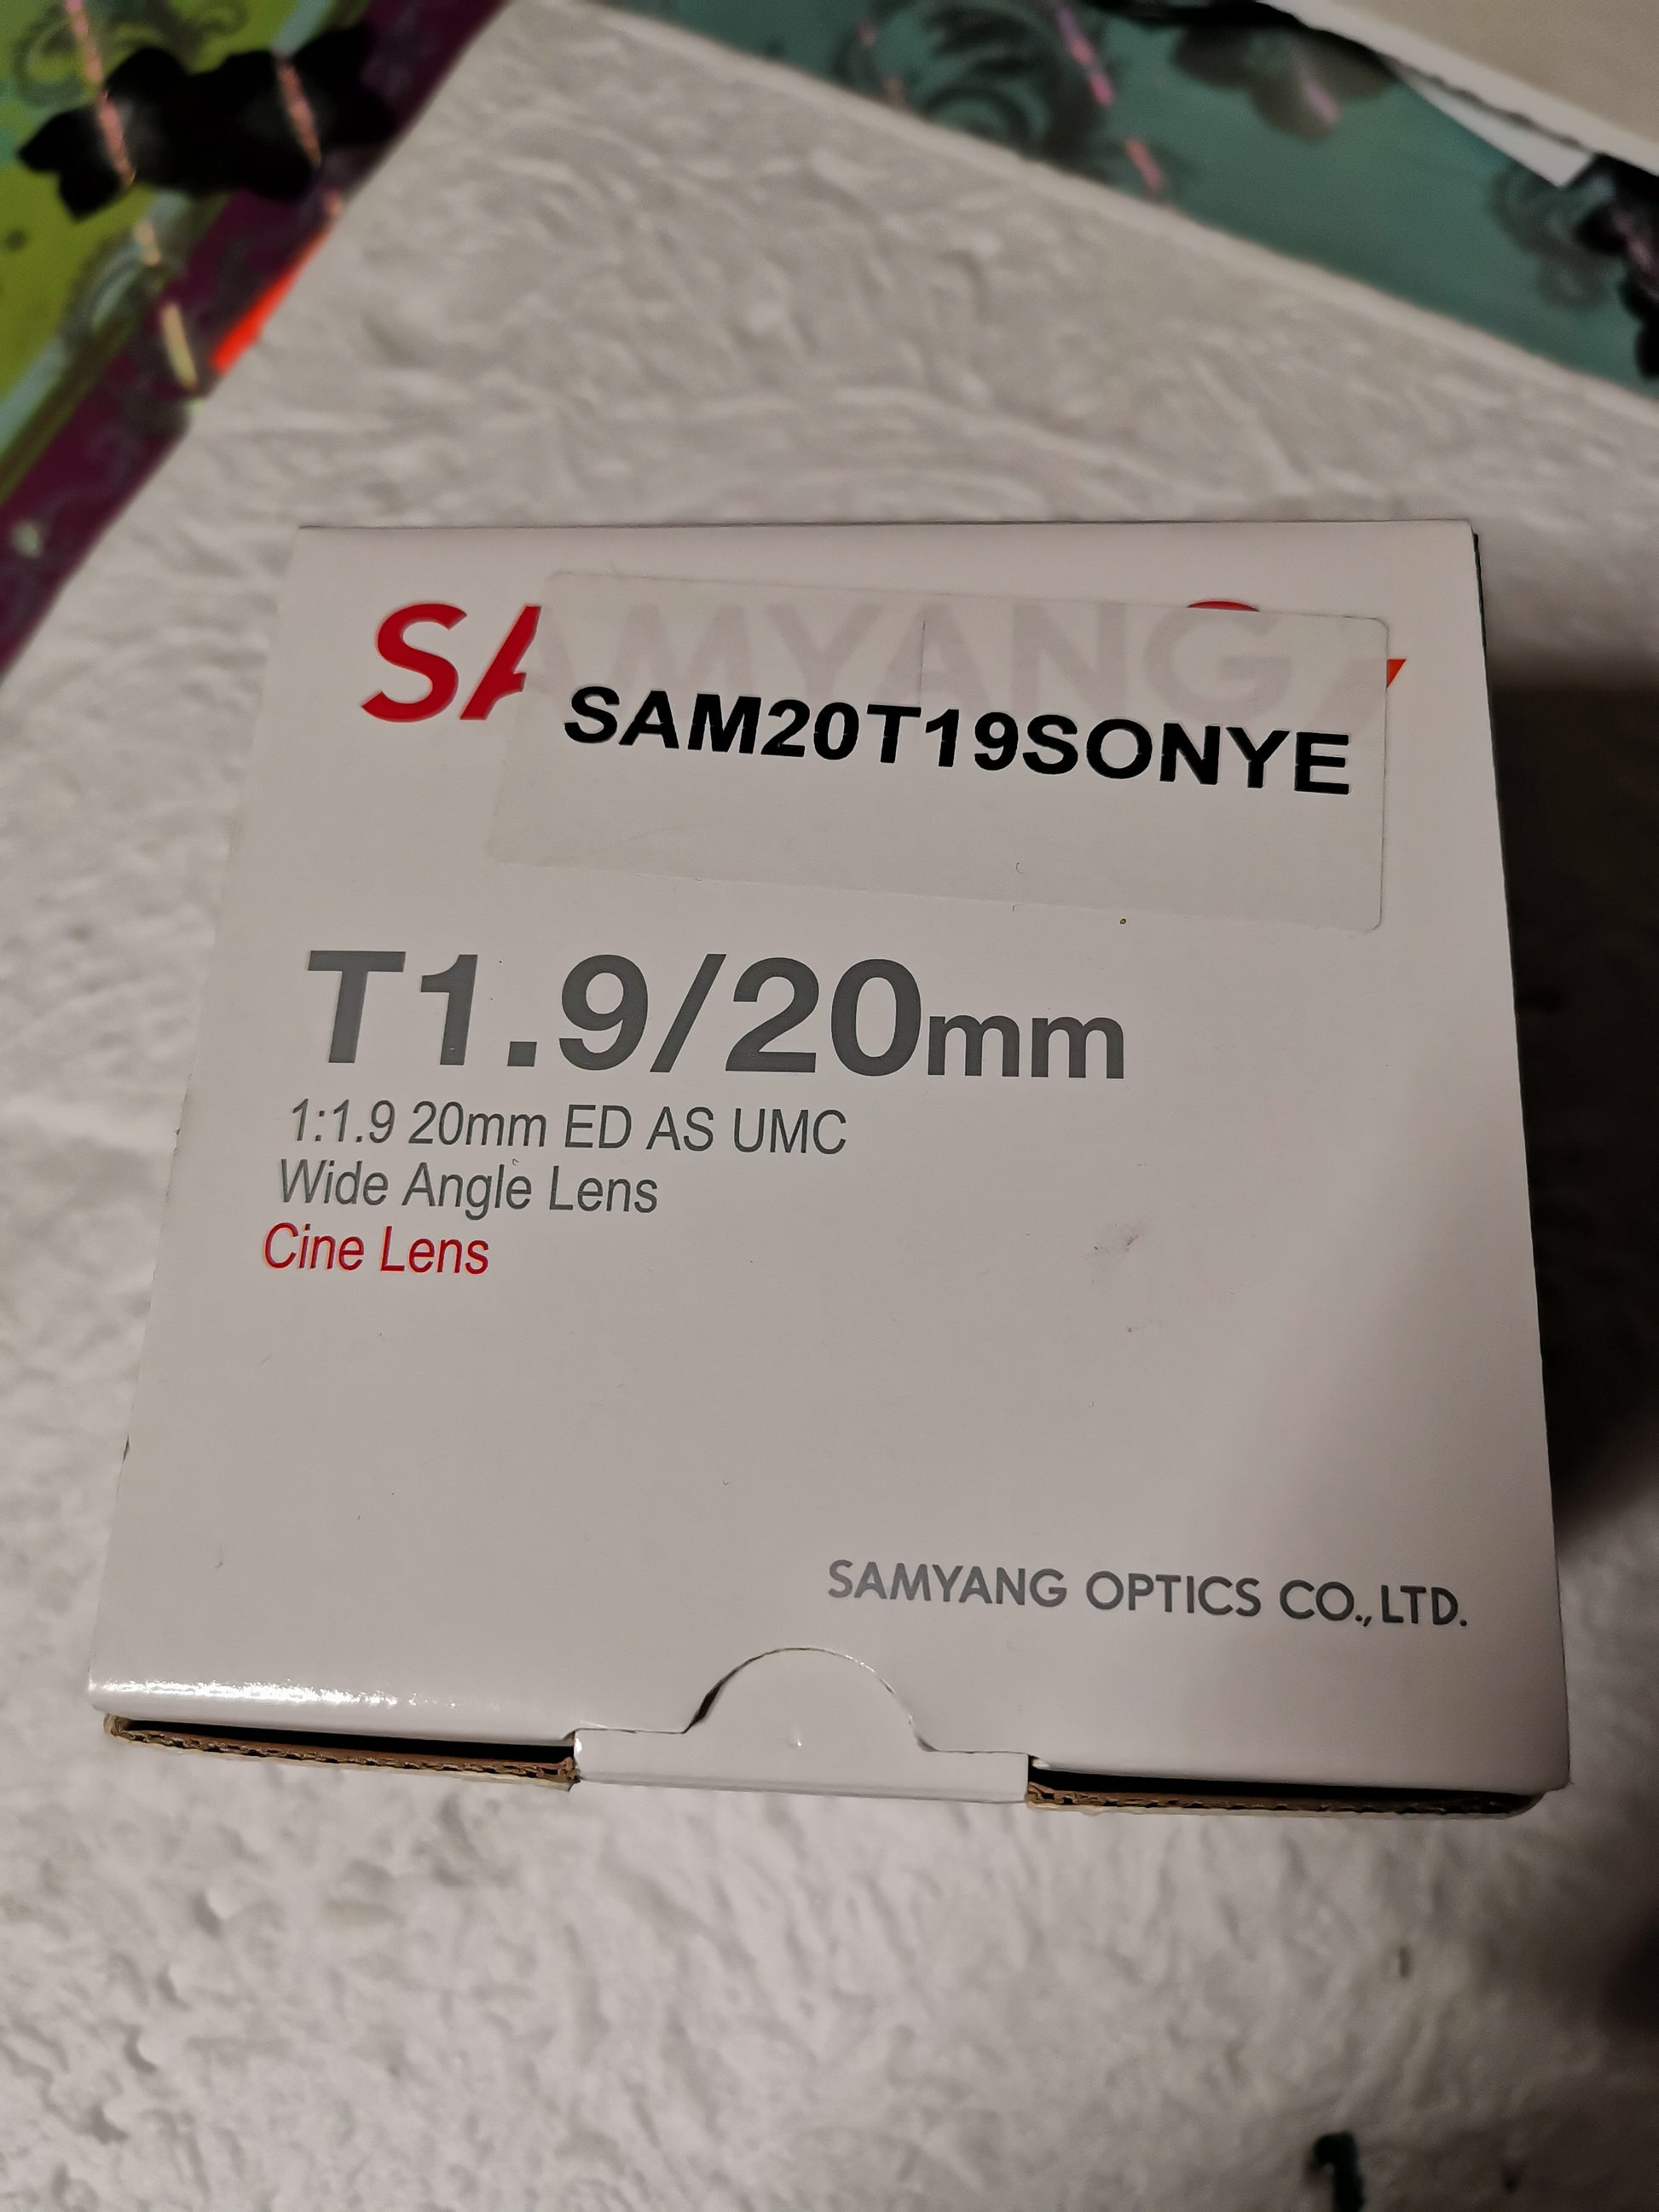 SAMYANG
SAM20T19SONYE
T1.9/20mm
1:1.9 20mm ED AS UMC
Wide Angle Lens
Cine Lens
SAMYANG OPTICS CO., LTD.